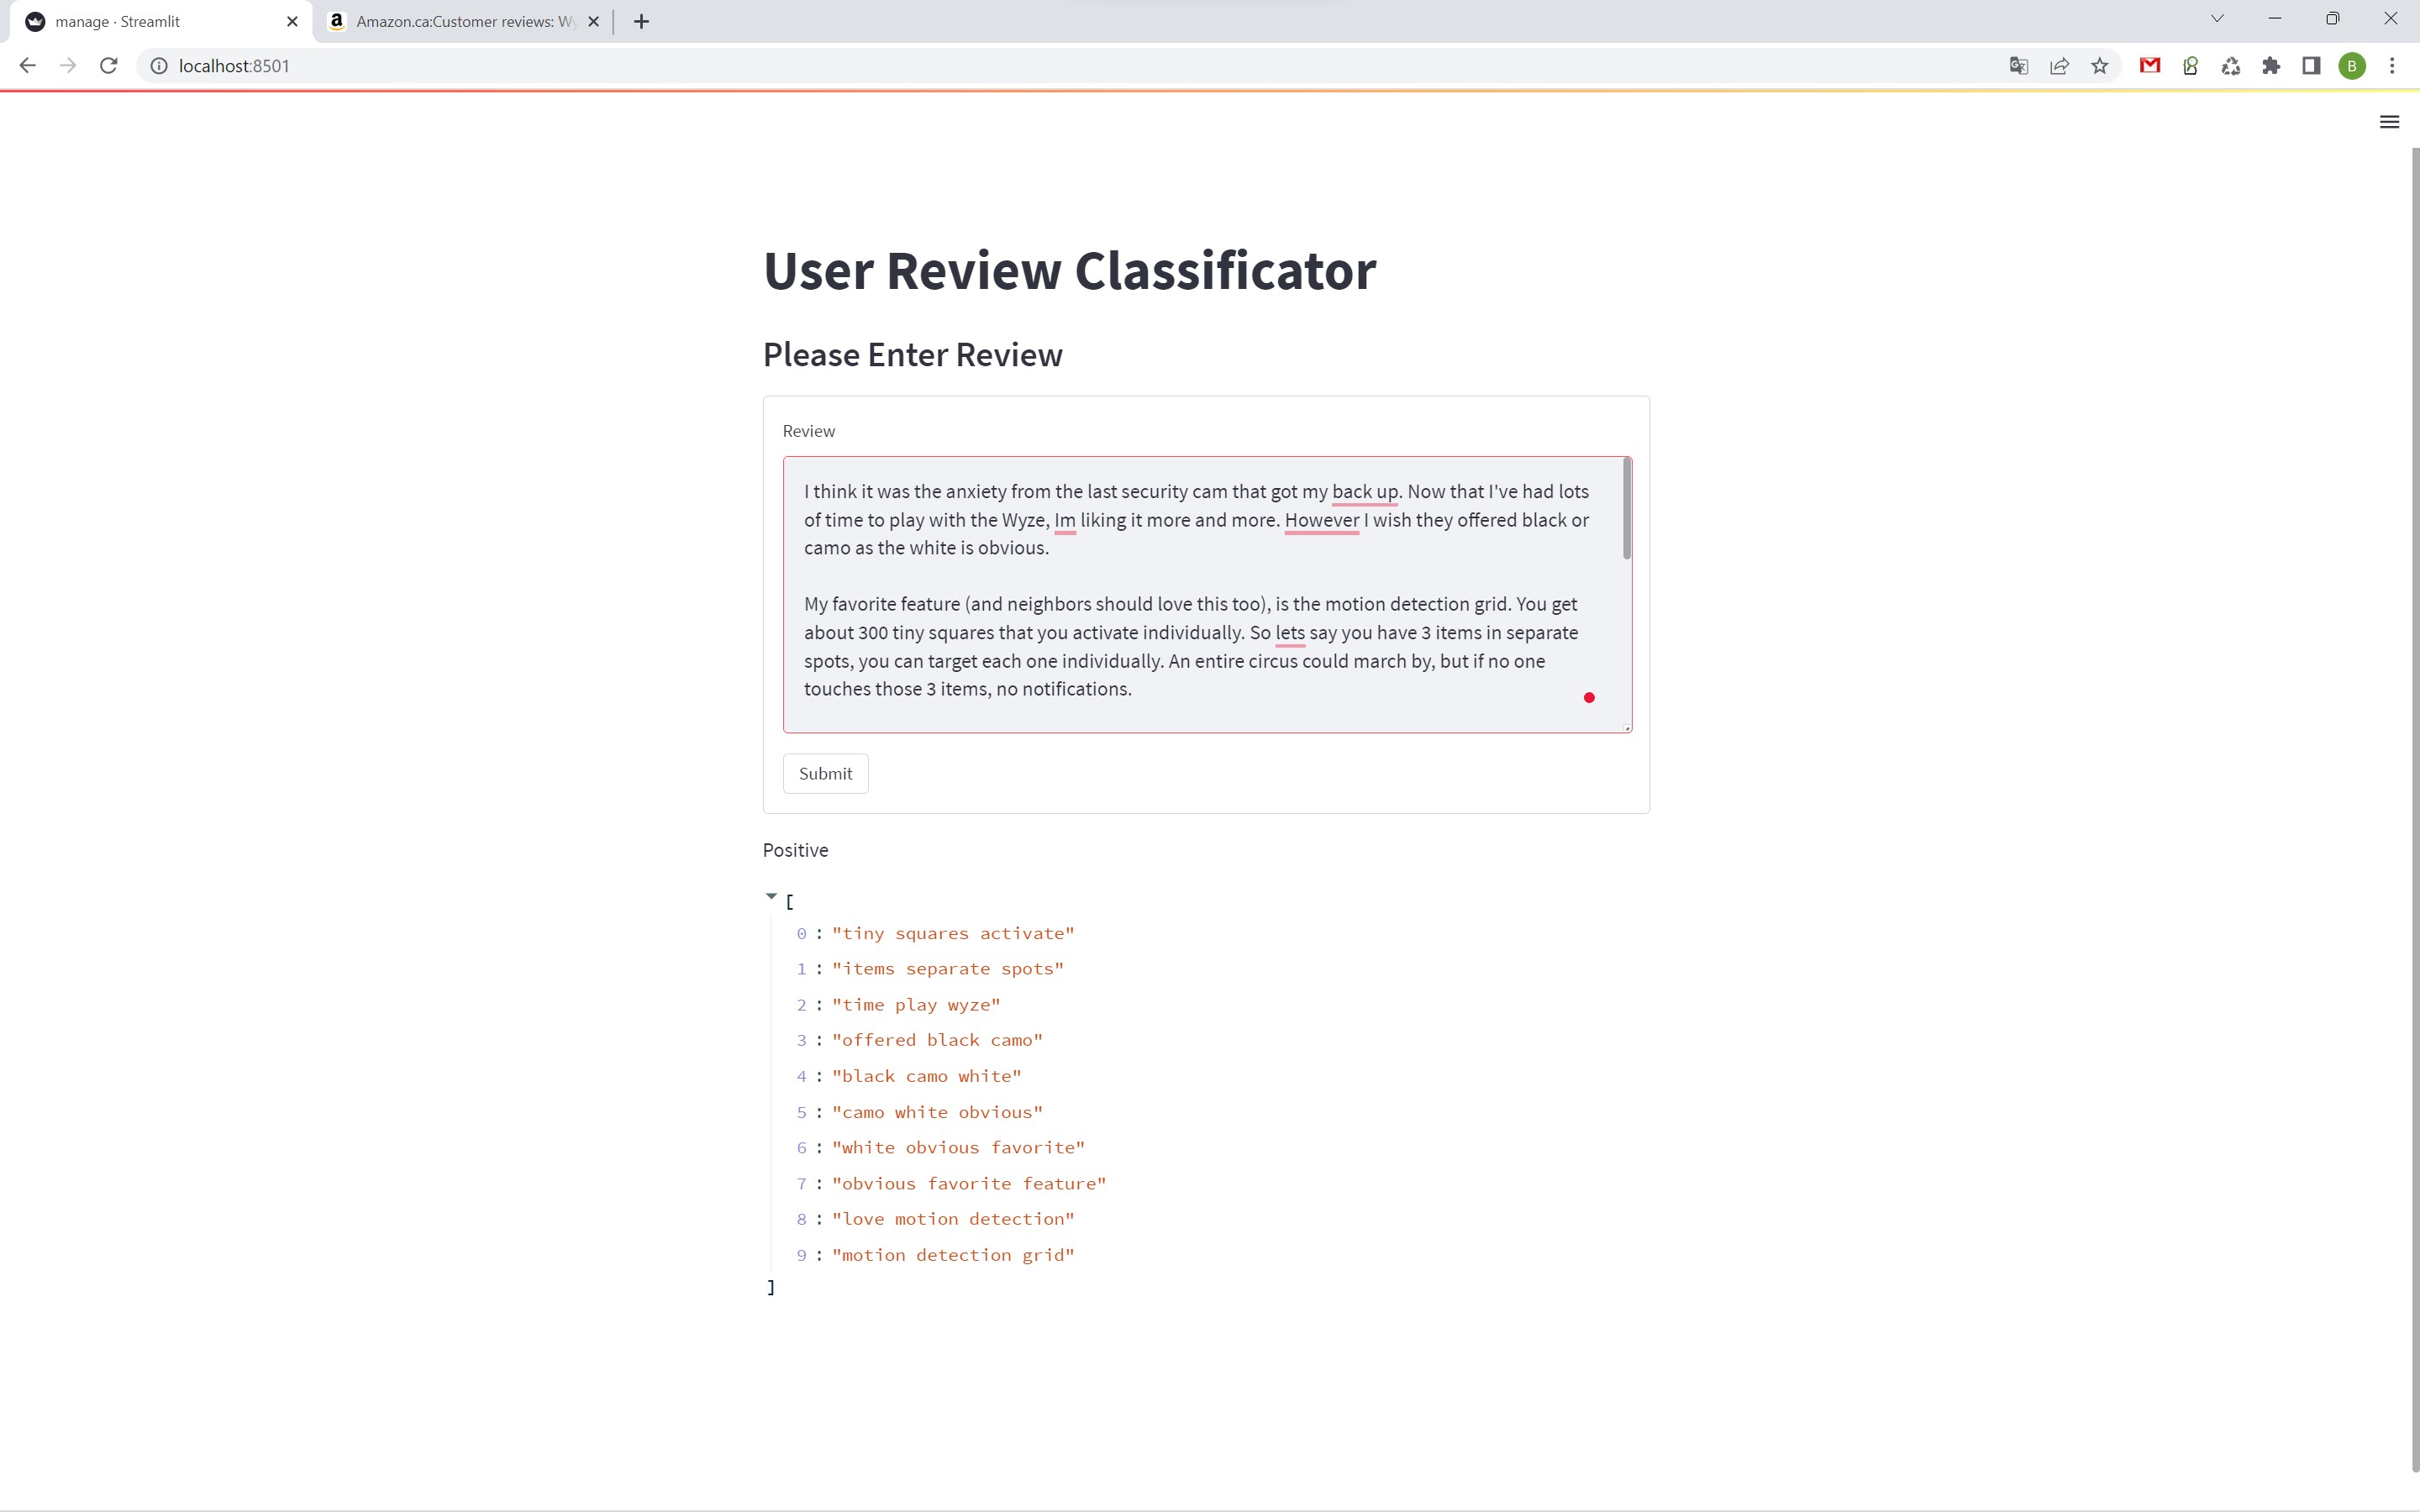 manage · Streamlit
Amazon.ca:Customer reviews: Wy
localhost:8501
B
User Review Classificator
Please Enter Review
Review
I think it was the anxiety from the last security cam that got my back up. Now that I've had lots
of time to play with the Wyze, Im liking it more and more. However I wish they offered black or
camo as the white is obvious.
My favorite feature (and neighbors should love this too), is the motion detection grid. You get
about 300 tiny squares that you activate individually. So lets say you have 3 items in separate
spots, you can target each one individually. An entire circus could march by, but if no one
touches those 3 items, no notifications.
Submit
Positive
[
0 : "tiny squares activate"
1 : "items separate spots"
2 : "time play wyze"
3 : "offered black camo"
4 : "black camo white"
5 : "camo white obvious"
6 : "white obvious favorite"
7 : "obvious favorite feature"
8 : "love motion detection"
9 : "motion detection grid"
]